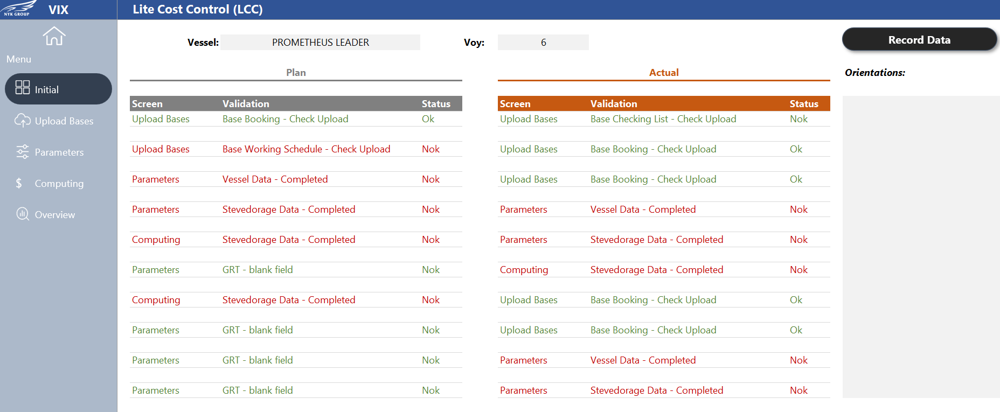 NYK GROUP
VIX
Lite Cost Control (LCC)
Menu
Initial
Upload Bases
Parameters
$ Computing
Overview
Vessel: PROMETHEUS LEADER Voy: 6
Record Data
Plan
Screen Validation Status
Upload Bases Base Booking - Check Upload Ok
Upload Bases Base Working Schedule - Check Upload Nok
Parameters Vessel Data - Completed Nok
Parameters Stevedorage Data - Completed Nok
Computing Stevedorage Data - Completed Nok
Parameters GRT - blank field Nok
Computing Stevedorage Data - Completed Nok
Parameters GRT - blank field Nok
Parameters GRT - blank field Nok
Parameters GRT - blank field Nok
Actual
Screen Validation Status
Upload Bases Base Checking List - Check Upload Nok
Upload Bases Base Booking - Check Upload Ok
Upload Bases Base Booking - Check Upload Ok
Parameters Vessel Data - Completed Nok
Parameters Stevedorage Data - Completed Nok
Computing Stevedorage Data - Completed Nok
Upload Bases Base Booking - Check Upload Ok
Upload Bases Base Booking - Check Upload Ok
Parameters Vessel Data - Completed Nok
Parameters Stevedorage Data - Completed Nok
Orientations: